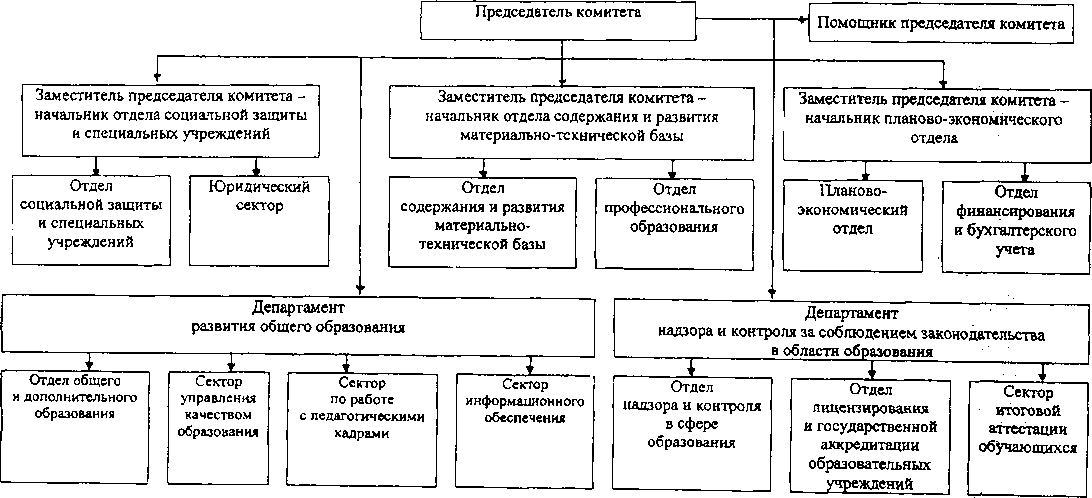 Председатель комитета
Помощник председателя комитета
Заместитель председателя комитета –
начальник отдела социальной защиты
и специальных учреждений
Заместитель председателя комитета –
начальник отдела содержания и развития
материально-технической базы
Заместитель председателя комитета –
начальник планово-экономического
отдела
Отдел
социальной защиты
и специальных
учреждений
Юридический
сектор
Отдел
содержания и развития
материально-
технической базы
Отдел
профессионального
образования
Планово-
экономический
отдел
Отдел
финансирования
и бухгалтерского
учета
Департамент
развития общего образования
Департамент
надзора и контроля за соблюдением законодательства
в области образования
Отдел общего
и дополнительного
образования
Сектор
управления
качеством
образования
Сектор
по работе
с педагогическими
кадрами
Сектор
информационного
обеспечения
Отдел
надзора и контроля
в сфере
образования
Отдел
лицензирования
и государственной
аккредитации
образовательных
учреждений
Сектор
итоговой
аттестации
обучающихся